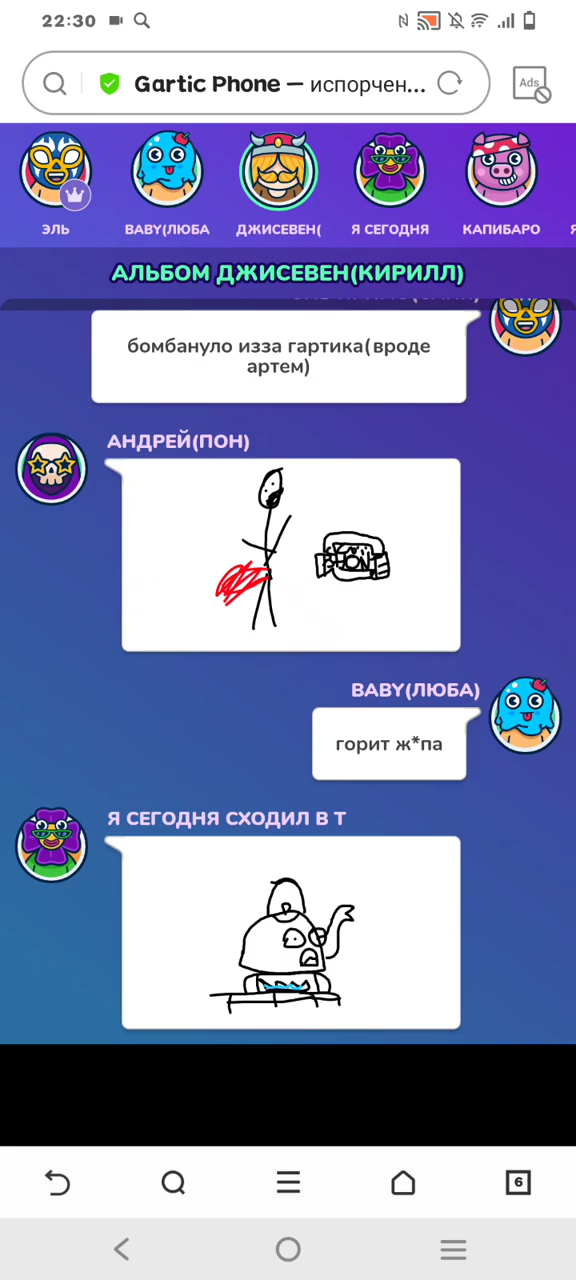 22:30
Gartic Phone — испорчен...
Ads
ЭЛЬ
BABY(ЛЮБА
ДЖИСЕВЕН(
Я СЕГОДНЯ
КАПИБАРО
АЛЬБОМ ДЖИСЕВЕН(КИРИЛЛ)
бомбануло изза гартика(вроде
артем)
АНДРЕЙ(ПОН)
BABY(ЛЮБА)
горит ж*па
Я СЕГОДНЯ СХОДИЛ В Т
6